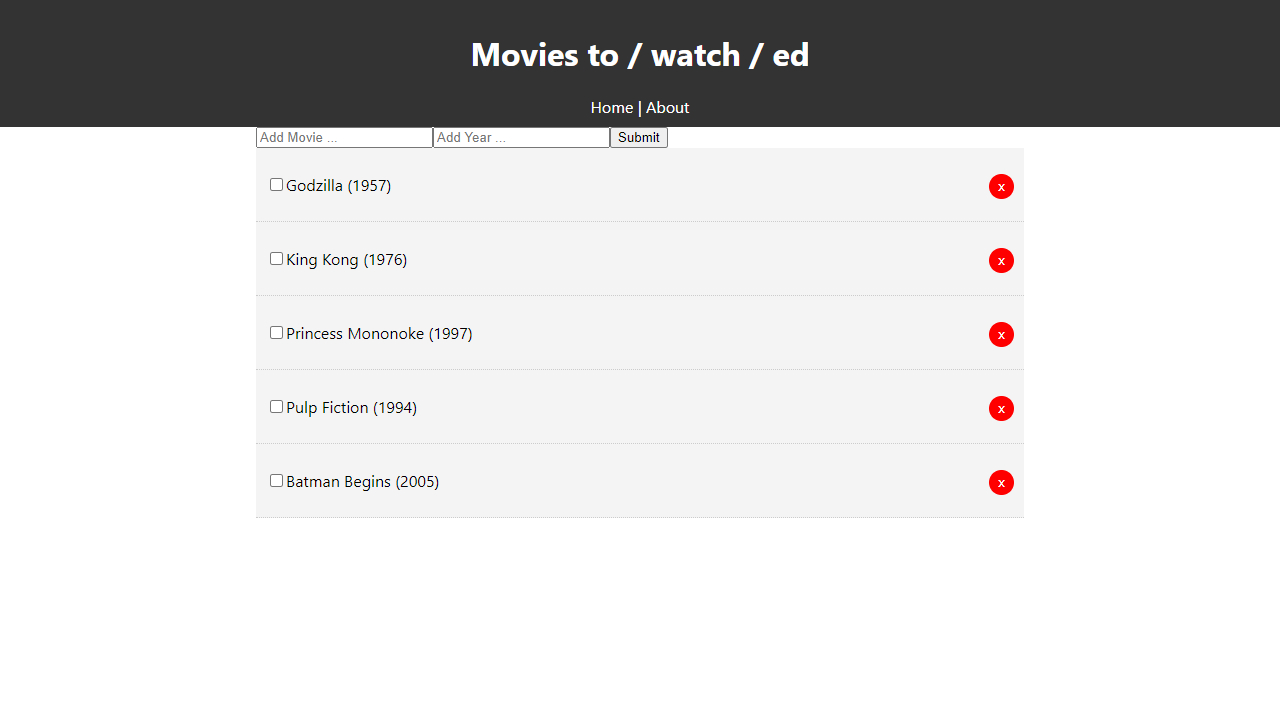 Movies to / watch / ed
Home | About
Add Movie ... Add Year ... Submit
Godzilla (1957) x
King Kong (1976) x
Princess Mononoke (1997) x
Pulp Fiction (1994) x
Batman Begins (2005) x